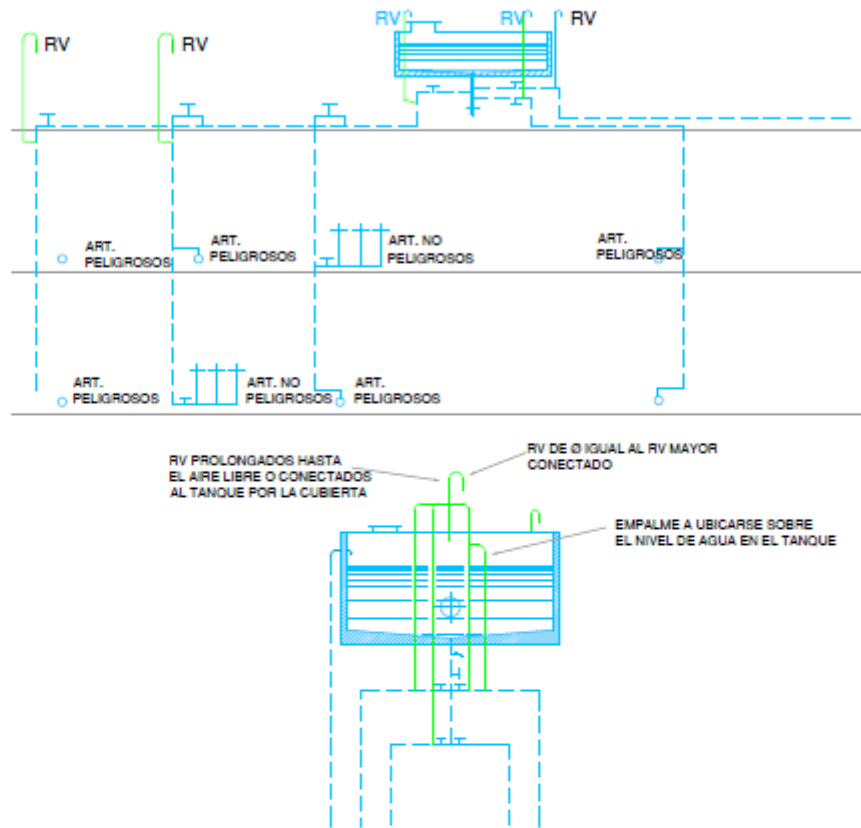 RV
RV
RV
RV
RV
ART.
PELIGROSOS
ART.
PELIGROSOS
ART. NO
PELIGROSOS
ART.
PELIGROSOS
ART.
PELIGROSOS
ART. NO
PELIGROSOS
ART.
PELIGROSOS
RV PROLONGADOS HASTA
EL AIRE LIBRE O CONECTADOS
AL TANQUE POR LA CUBIERTA
RV DE Ø IGUAL AL RV MAYOR
CONECTADO
EMPALME A UBICARSE SOBRE
EL NIVEL DE AGUA EN EL TANQUE